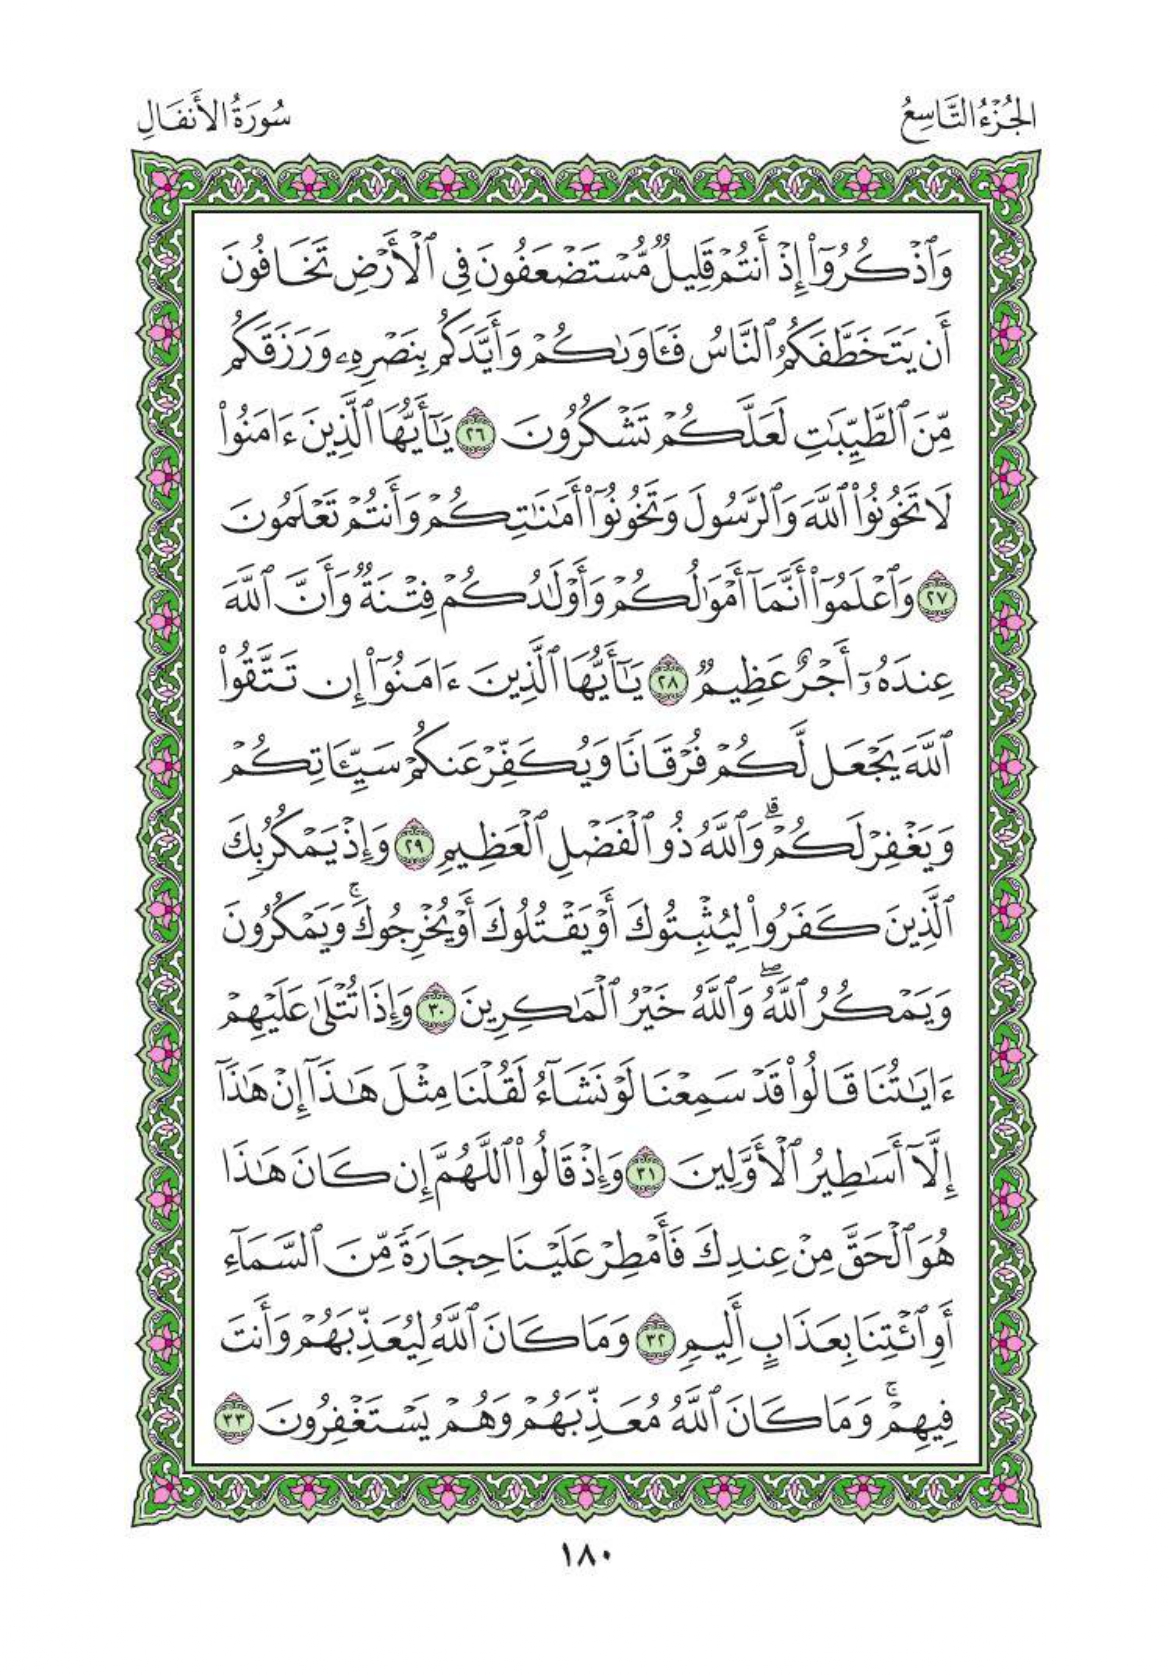 الجُزْءُ التَّاسِعُ
سُورَةُ الأَنفَالِ
وَٱذْكُرُوٓا۟ إِذْ أَنتُمْ قَلِيلٌ مُّسْتَضْعَفُونَ فِى ٱلْأَرْضِ تَخَافُونَ
أَن يَتَخَطَّفَكُمُ ٱلنَّاسُ فَـَٔاوَىٰكُمْ وَأَيَّدَكُم بِنَصْرِهِۦ وَرَزَقَكُم
مِّنَ ٱلطَّيِّبَٰتِ لَعَلَّكُمْ تَشْكُرُونَ ٢٦ يَٰٓأَيُّهَا ٱلَّذِينَ ءَامَنُوا۟
لَا تَخُونُوا۟ ٱللَّهَ وَٱلرَّسُولَ وَتَخُونُوٓا۟ أَمَٰنَٰتِكُمْ وَأَنتُمْ تَعْلَمُونَ
٢٧ وَٱعْلَمُوٓا۟ أَنَّمَآ أَمْوَٰلُكُمْ وَأَوْلَٰدُكُمْ فِتْنَةٌ وَأَنَّ ٱللَّهَ
عِندَهُۥٓ أَجْرٌ عَظِيمٌ ٢٨ يَٰٓأَيُّهَا ٱلَّذِينَ ءَامَنُوٓا۟ إِن تَتَّقُوا۟
ٱللَّهَ يَجْعَل لَّكُمْ فُرْقَانًا وَيُكَفِّرْ عَنكُمْ سَيِّـَٔاتِكُمْ
وَيَغْفِرْ لَكُمْ ۗ وَٱللَّهُ ذُو ٱلْفَضْلِ ٱلْعَظِيمِ ٢٩ وَإِذْ يَمْكُرُ بِكَ
ٱلَّذِينَ كَفَرُوا۟ لِيُثْبِتُوكَ أَوْ يَقْتُلُوكَ أَوْ يُخْرِجُوكَ ۚ وَيَمْكُرُونَ
وَيَمْكُرُ ٱللَّهُ ۖ وَٱللَّهُ خَيْرُ ٱلْمَٰكِرِينَ ٣٠ وَإِذَا تُتْلَىٰ عَلَيْهِمْ
ءَايَٰتُنَا قَالُوا۟ قَدْ سَمِعْنَا لَوْ نَشَآءُ لَقُلْنَا مِثْلَ هَٰذَآ إِنْ هَٰذَآ
إِلَّآ أَسَٰطِيرُ ٱلْأَوَّلِينَ ٣١ وَإِذْ قَالُوا۟ ٱللَّهُمَّ إِن كَانَ هَٰذَا
هُوَ ٱلْحَقَّ مِنْ عِندِكَ فَأَمْطِرْ عَلَيْنَا حِجَارَةً مِّنَ ٱلسَّمَآءِ
أَوِ ٱئْتِنَا بِعَذَابٍ أَلِيمٍ ٣٢ وَمَا كَانَ ٱللَّهُ لِيُعَذِّبَهُمْ وَأَنتَ
فِيهِمْ ۚ وَمَا كَانَ ٱللَّهُ مُعَذِّبَهُمْ وَهُمْ يَسْتَغْفِرُونَ ٣٣
١٨٠